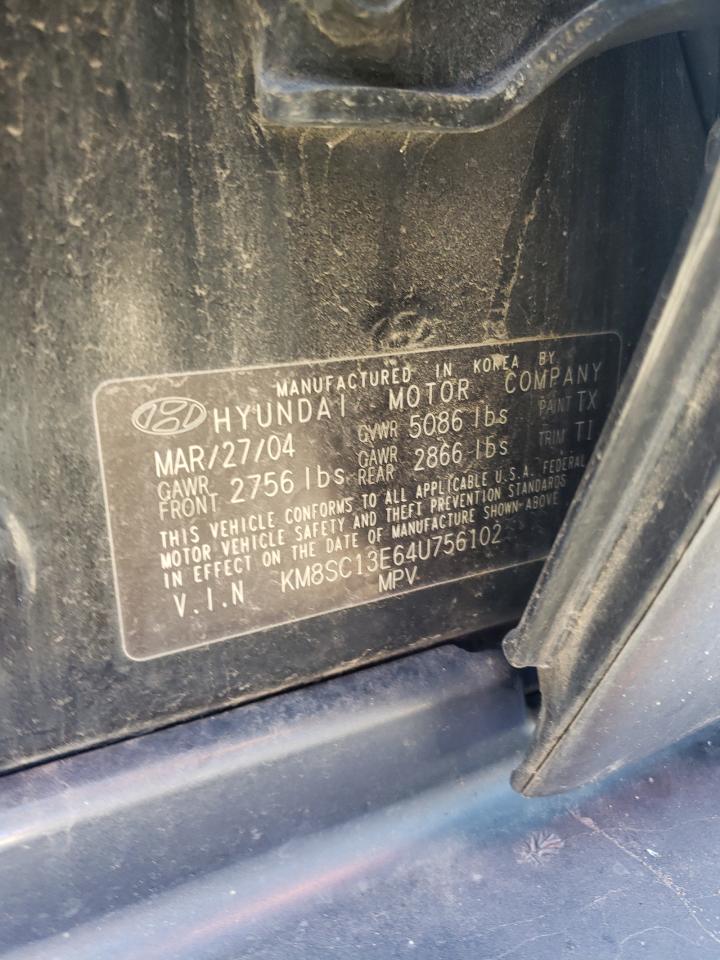 MANUFACTURED IN KOREA BY
HYUNDAI MOTOR COMPANY
MAR/27/04 GVWR 5086 lbs PAINT TX
GAWR FRONT 2756 lbs GAWR REAR 2866 lbs TRIM TI
THIS VEHICLE CONFORMS TO ALL APPLICABLE U.S.A. FEDERAL
MOTOR VEHICLE SAFETY AND THEFT PREVENTION STANDARDS
IN EFFECT ON THE DATE OF MANUFACTURE SHOWN ABOVE
V.I.N KM8SC13E64U756102
MPV